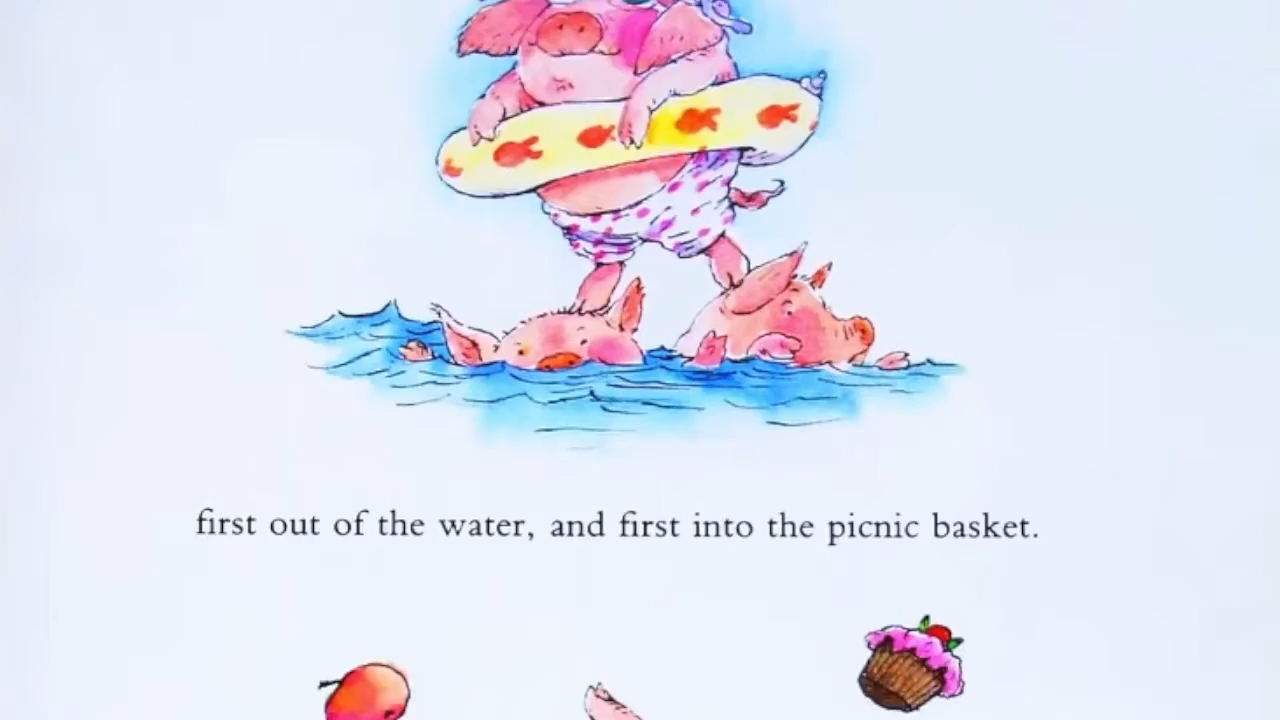 first out of the water, and first into the picnic basket.